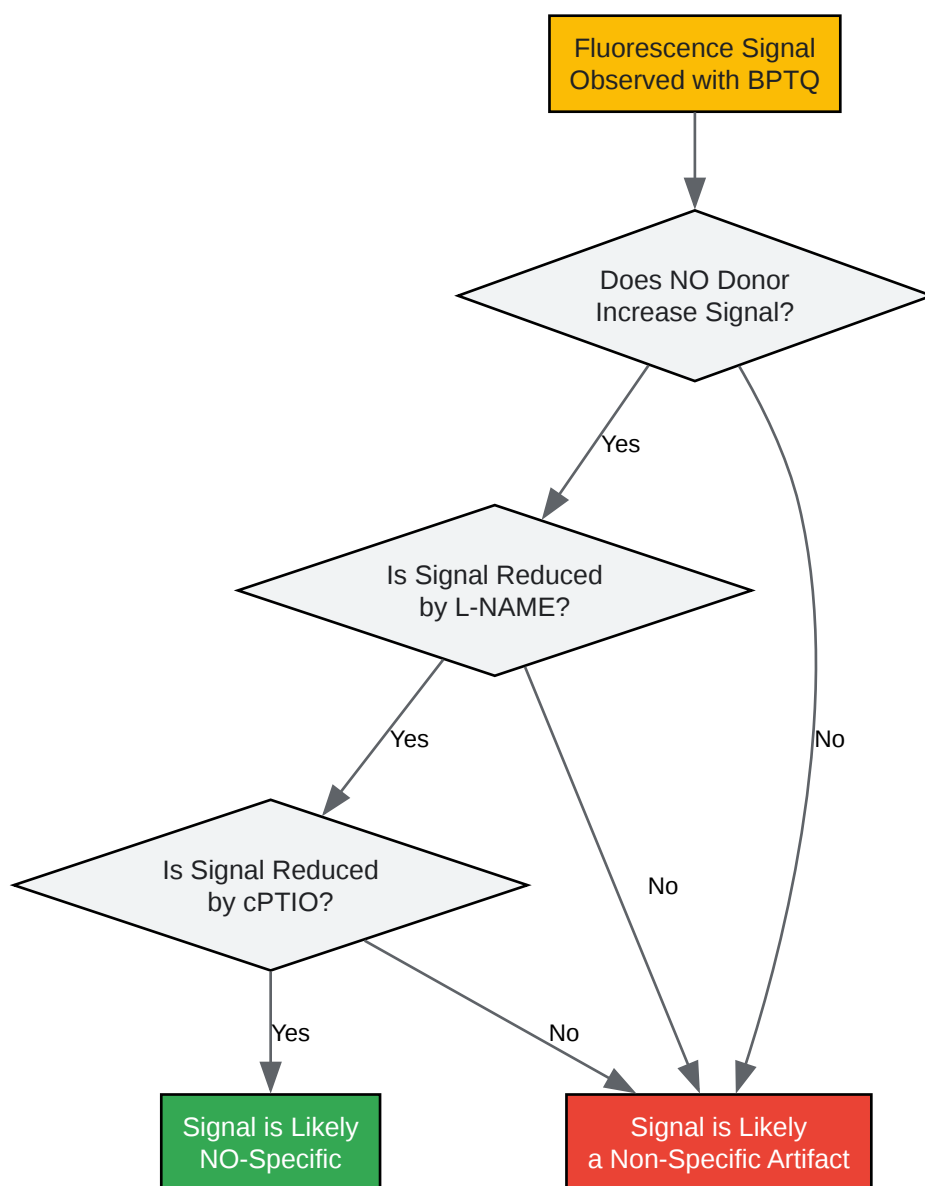 Fluorescence Signal
Observed with BPTQ
Does NO Donor
Increase Signal?
Yes
Is Signal Reduced
by L-NAME?
Yes
No
Is Signal Reduced
by cPTIO?
No
Yes
No
Signal is Likely
NO-Specific
Signal is Likely
a Non-Specific Artifact